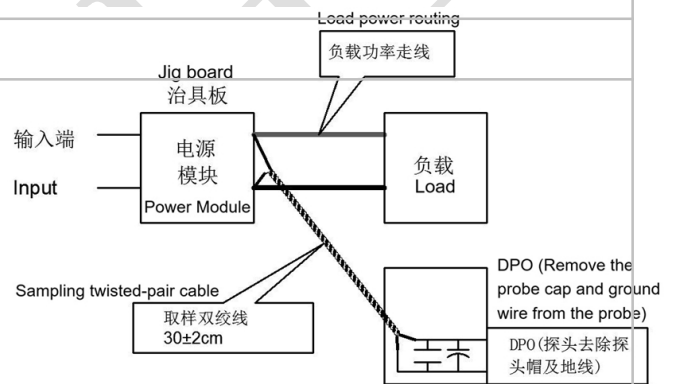 Load power routing
负载功率走线
Jig board
治具板
输入端
电源
模块
Power Module
Input
负载
Load
Sampling twisted-pair cable
取样双绞线
30±2cm
DPO (Remove the
probe cap and ground
wire from the probe)
DPO(探头去除探
头帽及地线)